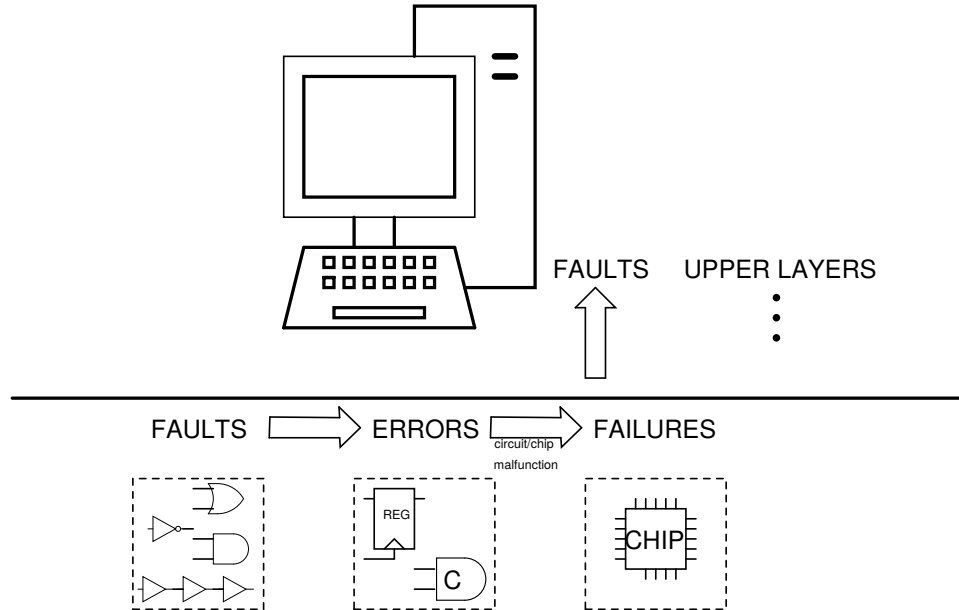 FAULTS UPPER LAYERS
FAULTS ERRORS FAILURES
circuit/chip
malfunction
REG
C
CHIP